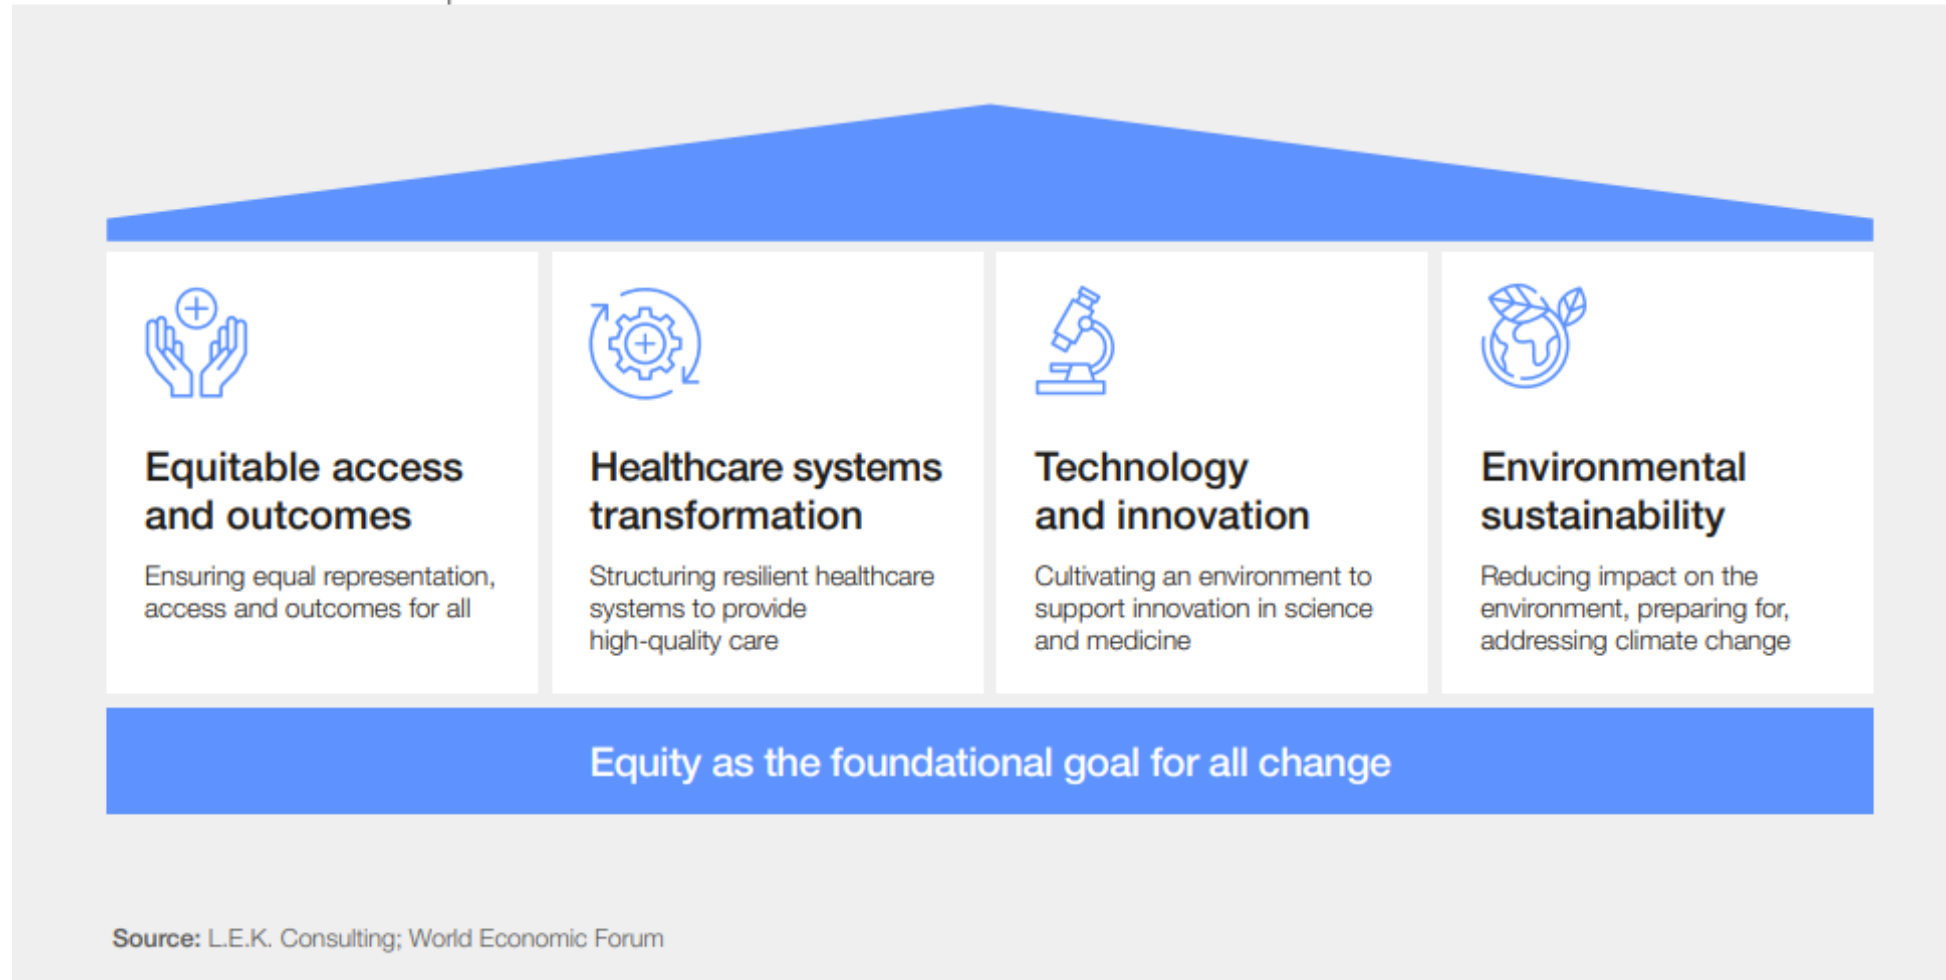 Equitable access
and outcomes
Ensuring equal representation,
access and outcomes for all
Healthcare systems
transformation
Structuring resilient healthcare
systems to provide
high-quality care
Technology
and innovation
Cultivating an environment to
support innovation in science
and medicine
Environmental
sustainability
Reducing impact on the
environment, preparing for,
addressing climate change
Equity as the foundational goal for all change
Source: L.E.K. Consulting; World Economic Forum